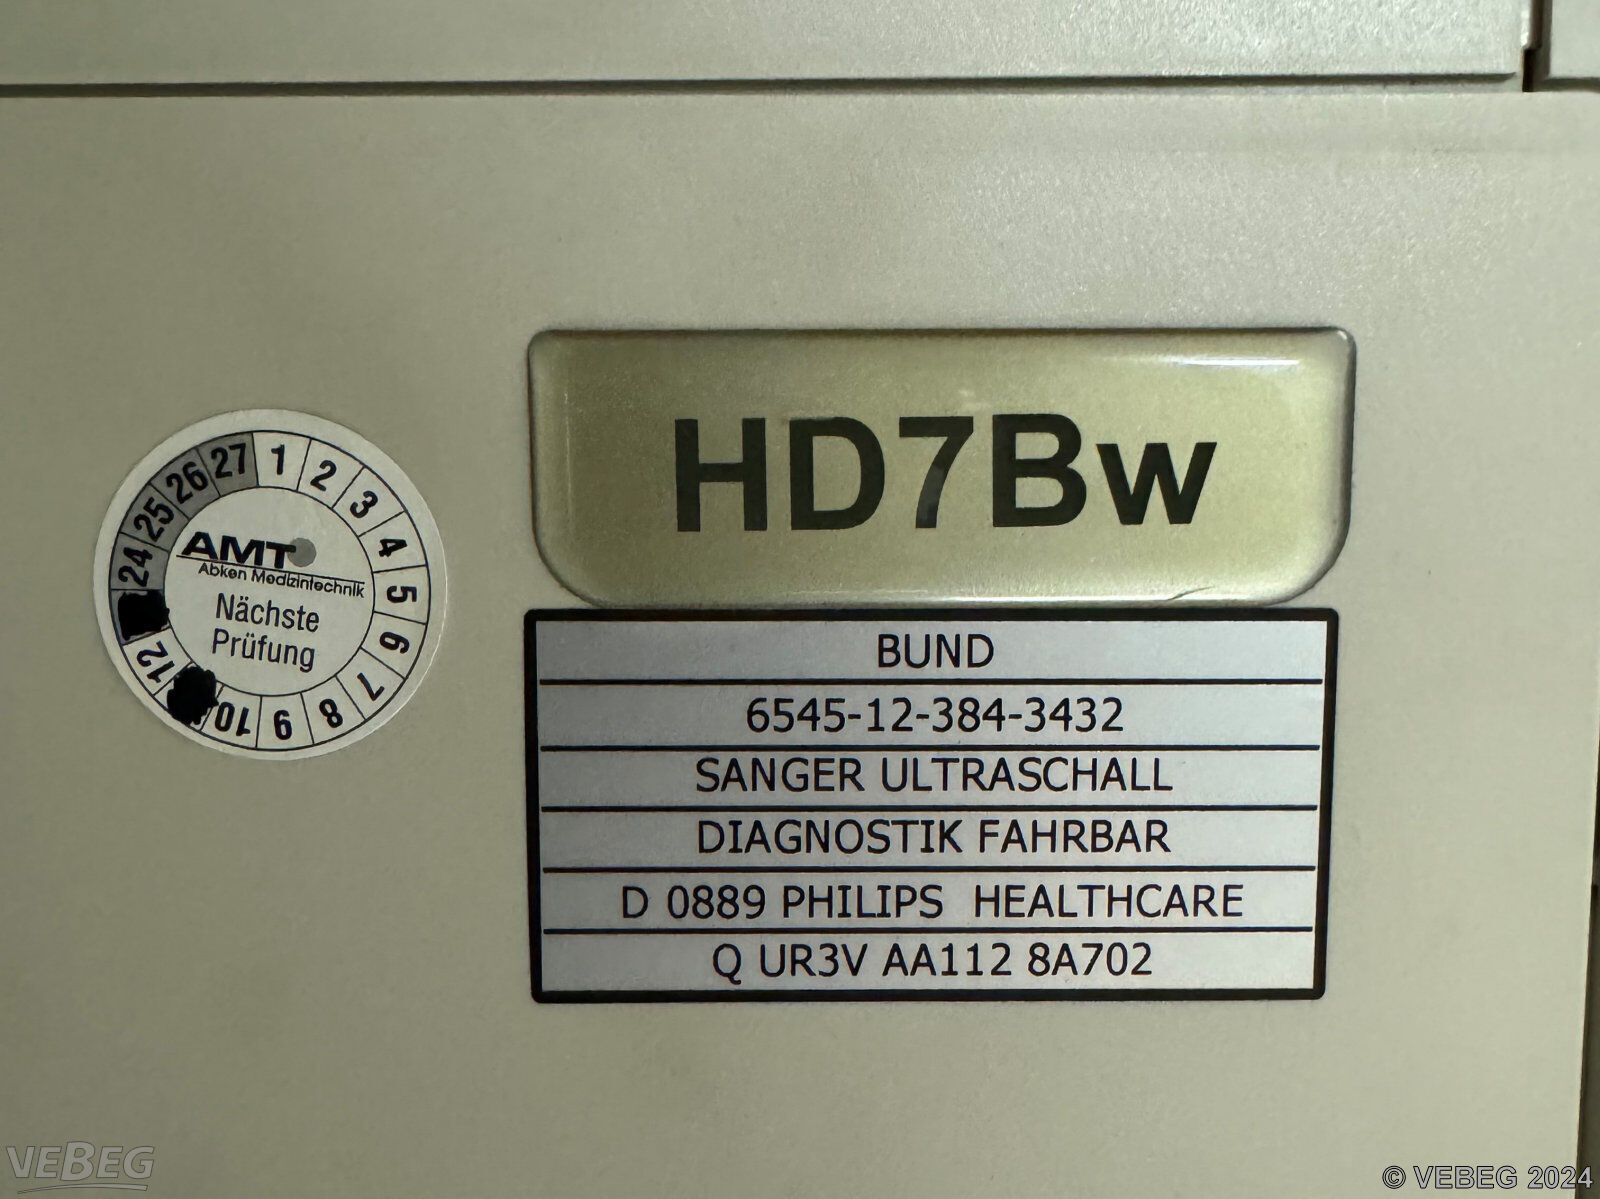 HD7Bw
1 2 3 4 5 6 7 8 9 10 12 24 25 26 27
AMT
Abken Medizintechnik
Nächste
Prüfung
BUND
6545-12-384-3432
SANGER ULTRASCHALL
DIAGNOSTIK FAHRBAR
D 0889 PHILIPS HEALTHCARE
Q UR3V AA112 8A702
VEBEG
© VEBEG 2024